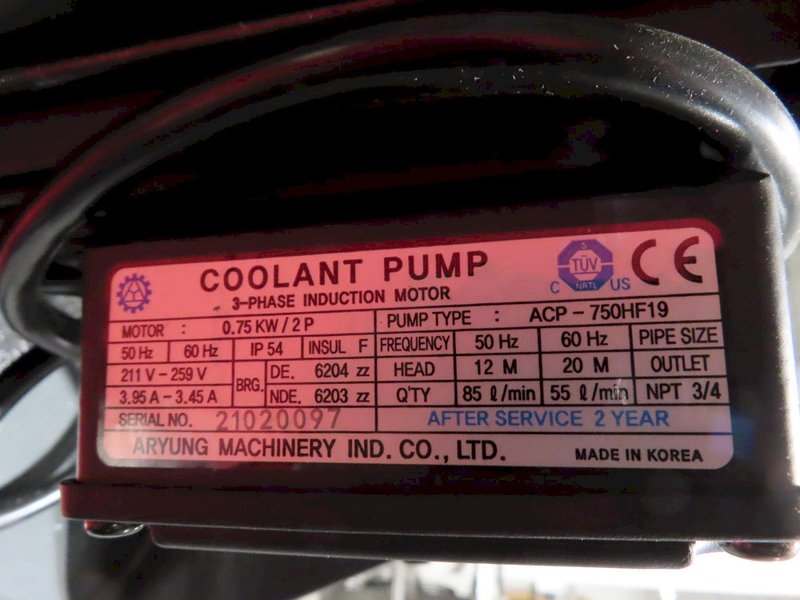 COOLANT PUMP
3-PHASE INDUCTION MOTOR
S
TÜV
NRTL
C US
CE
MOTOR : 0.75 KW / 2 P
PUMP TYPE : ACP - 750HF19
50 Hz 60 Hz IP 54 INSUL F
FREQUENCY 50 Hz 60 Hz PIPE SIZE
211 V - 259 V BRG. DE. 6204 ZZ
HEAD 12 M 20 M OUTLET
3.95 A - 3.45 A NDE. 6203 ZZ
Q'TY 85 ℓ/min 55 ℓ/min NPT 3/4
SERIAL NO. 21020097
AFTER SERVICE 2 YEAR
ARYUNG MACHINERY IND. CO., LTD.
MADE IN KOREA